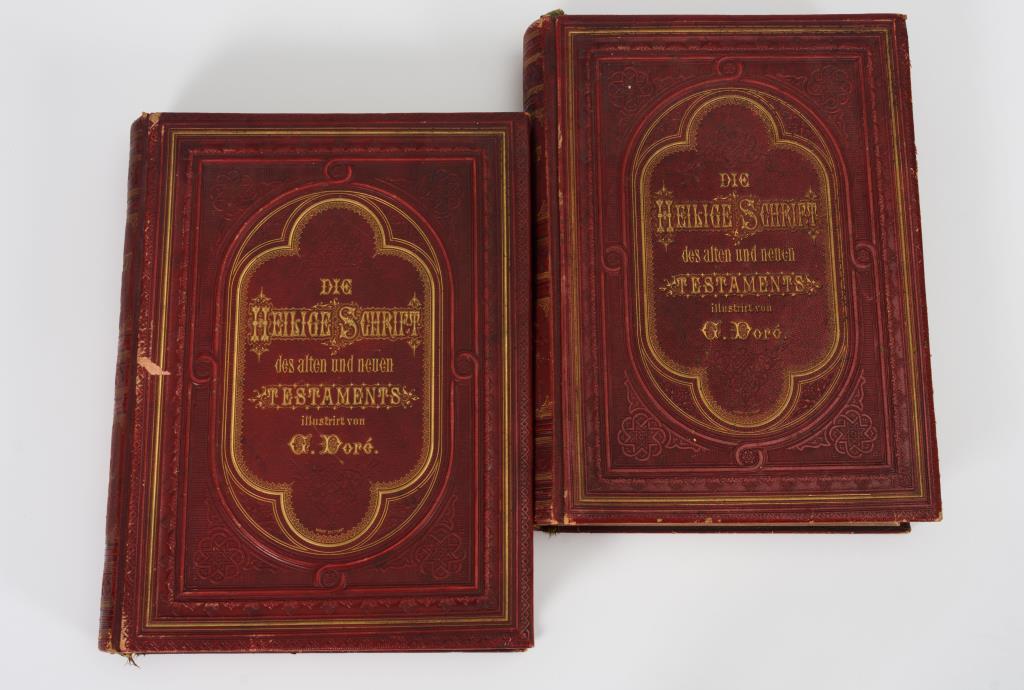 DIE
HEILIGE SCHRIFT
des alten und neuen
TESTAMENTS
illustrirt von
G. Doré.
DIE
HEILIGE SCHRIFT
des alten und neuen
TESTAMENTS
illustrirt von
G. Doré.